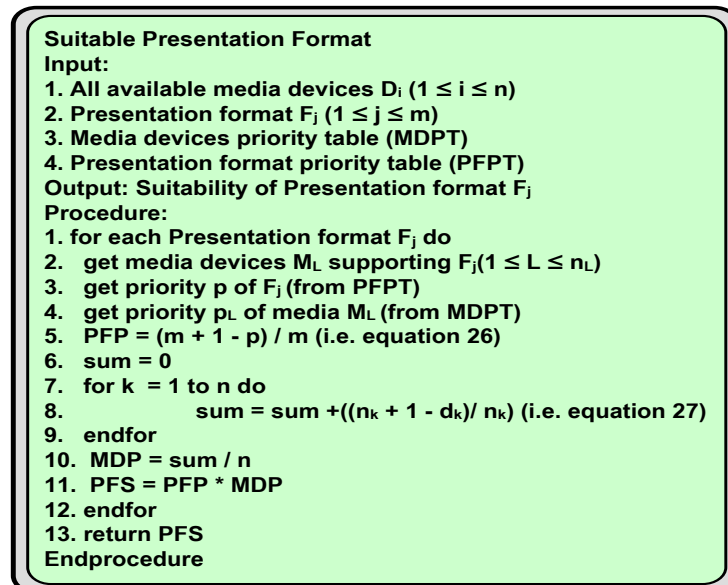 Suitable Presentation Format
Input:
1. All available media devices Dᵢ (1 ≤ i ≤ n)
2. Presentation format Fⱼ (1 ≤ j ≤ m)
3. Media devices priority table (MDPT)
4. Presentation format priority table (PFPT)
Output: Suitability of Presentation format Fⱼ
Procedure:
1. for each Presentation format Fⱼ do
2. get media devices M_L supporting Fⱼ(1 ≤ L ≤ n_L)
3. get priority p of Fⱼ (from PFPT)
4. get priority p_L of media M_L (from MDPT)
5. PFP = (m + 1 - p) / m (i.e. equation 26)
6. sum = 0
7. for k = 1 to n do
8. sum = sum +((nₖ + 1 - dₖ)/ nₖ) (i.e. equation 27)
9. endfor
10. MDP = sum / n
11. PFS = PFP * MDP
12. endfor
13. return PFS
Endprocedure